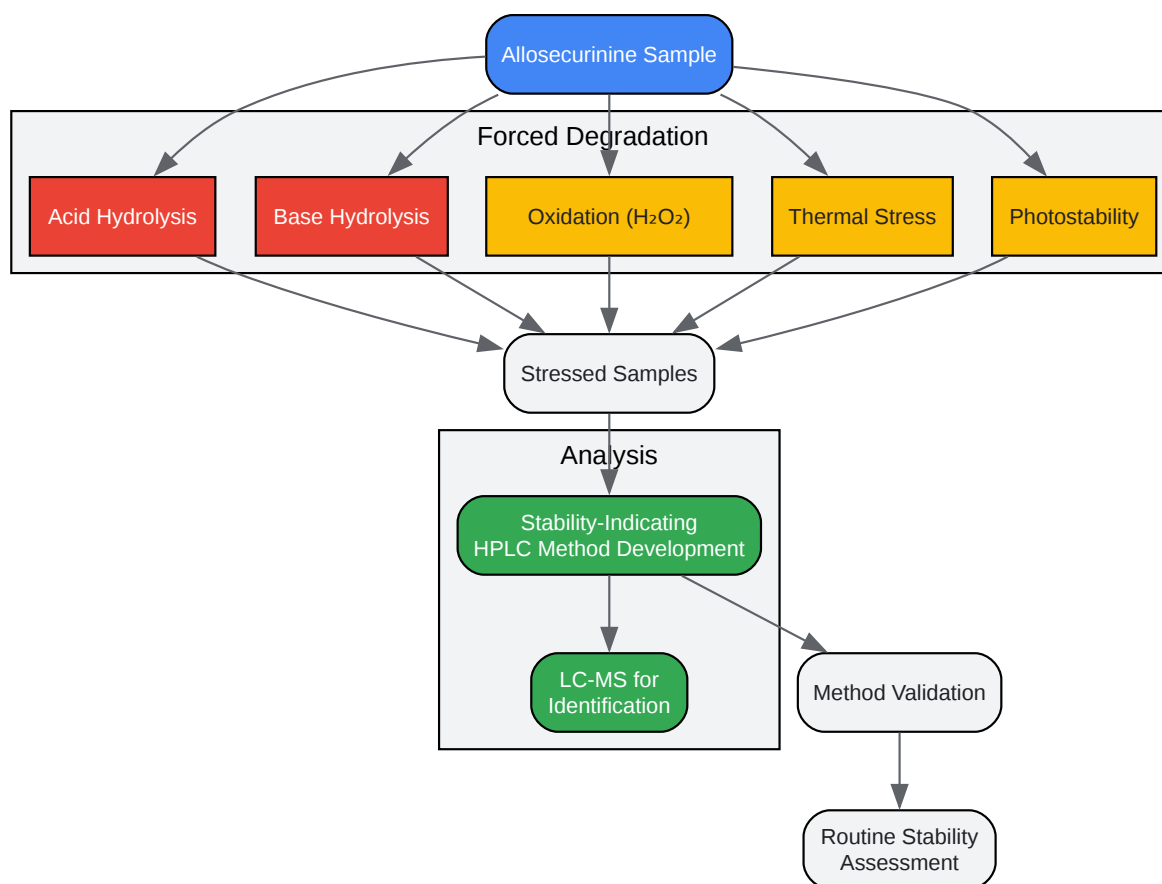 Allosecurinine Sample
Forced Degradation
Acid Hydrolysis
Base Hydrolysis
Oxidation (H₂O₂)
Thermal Stress
Photostability
Stressed Samples
Analysis
Stability-Indicating
HPLC Method Development
LC-MS for
Identification
Method Validation
Routine Stability
Assessment